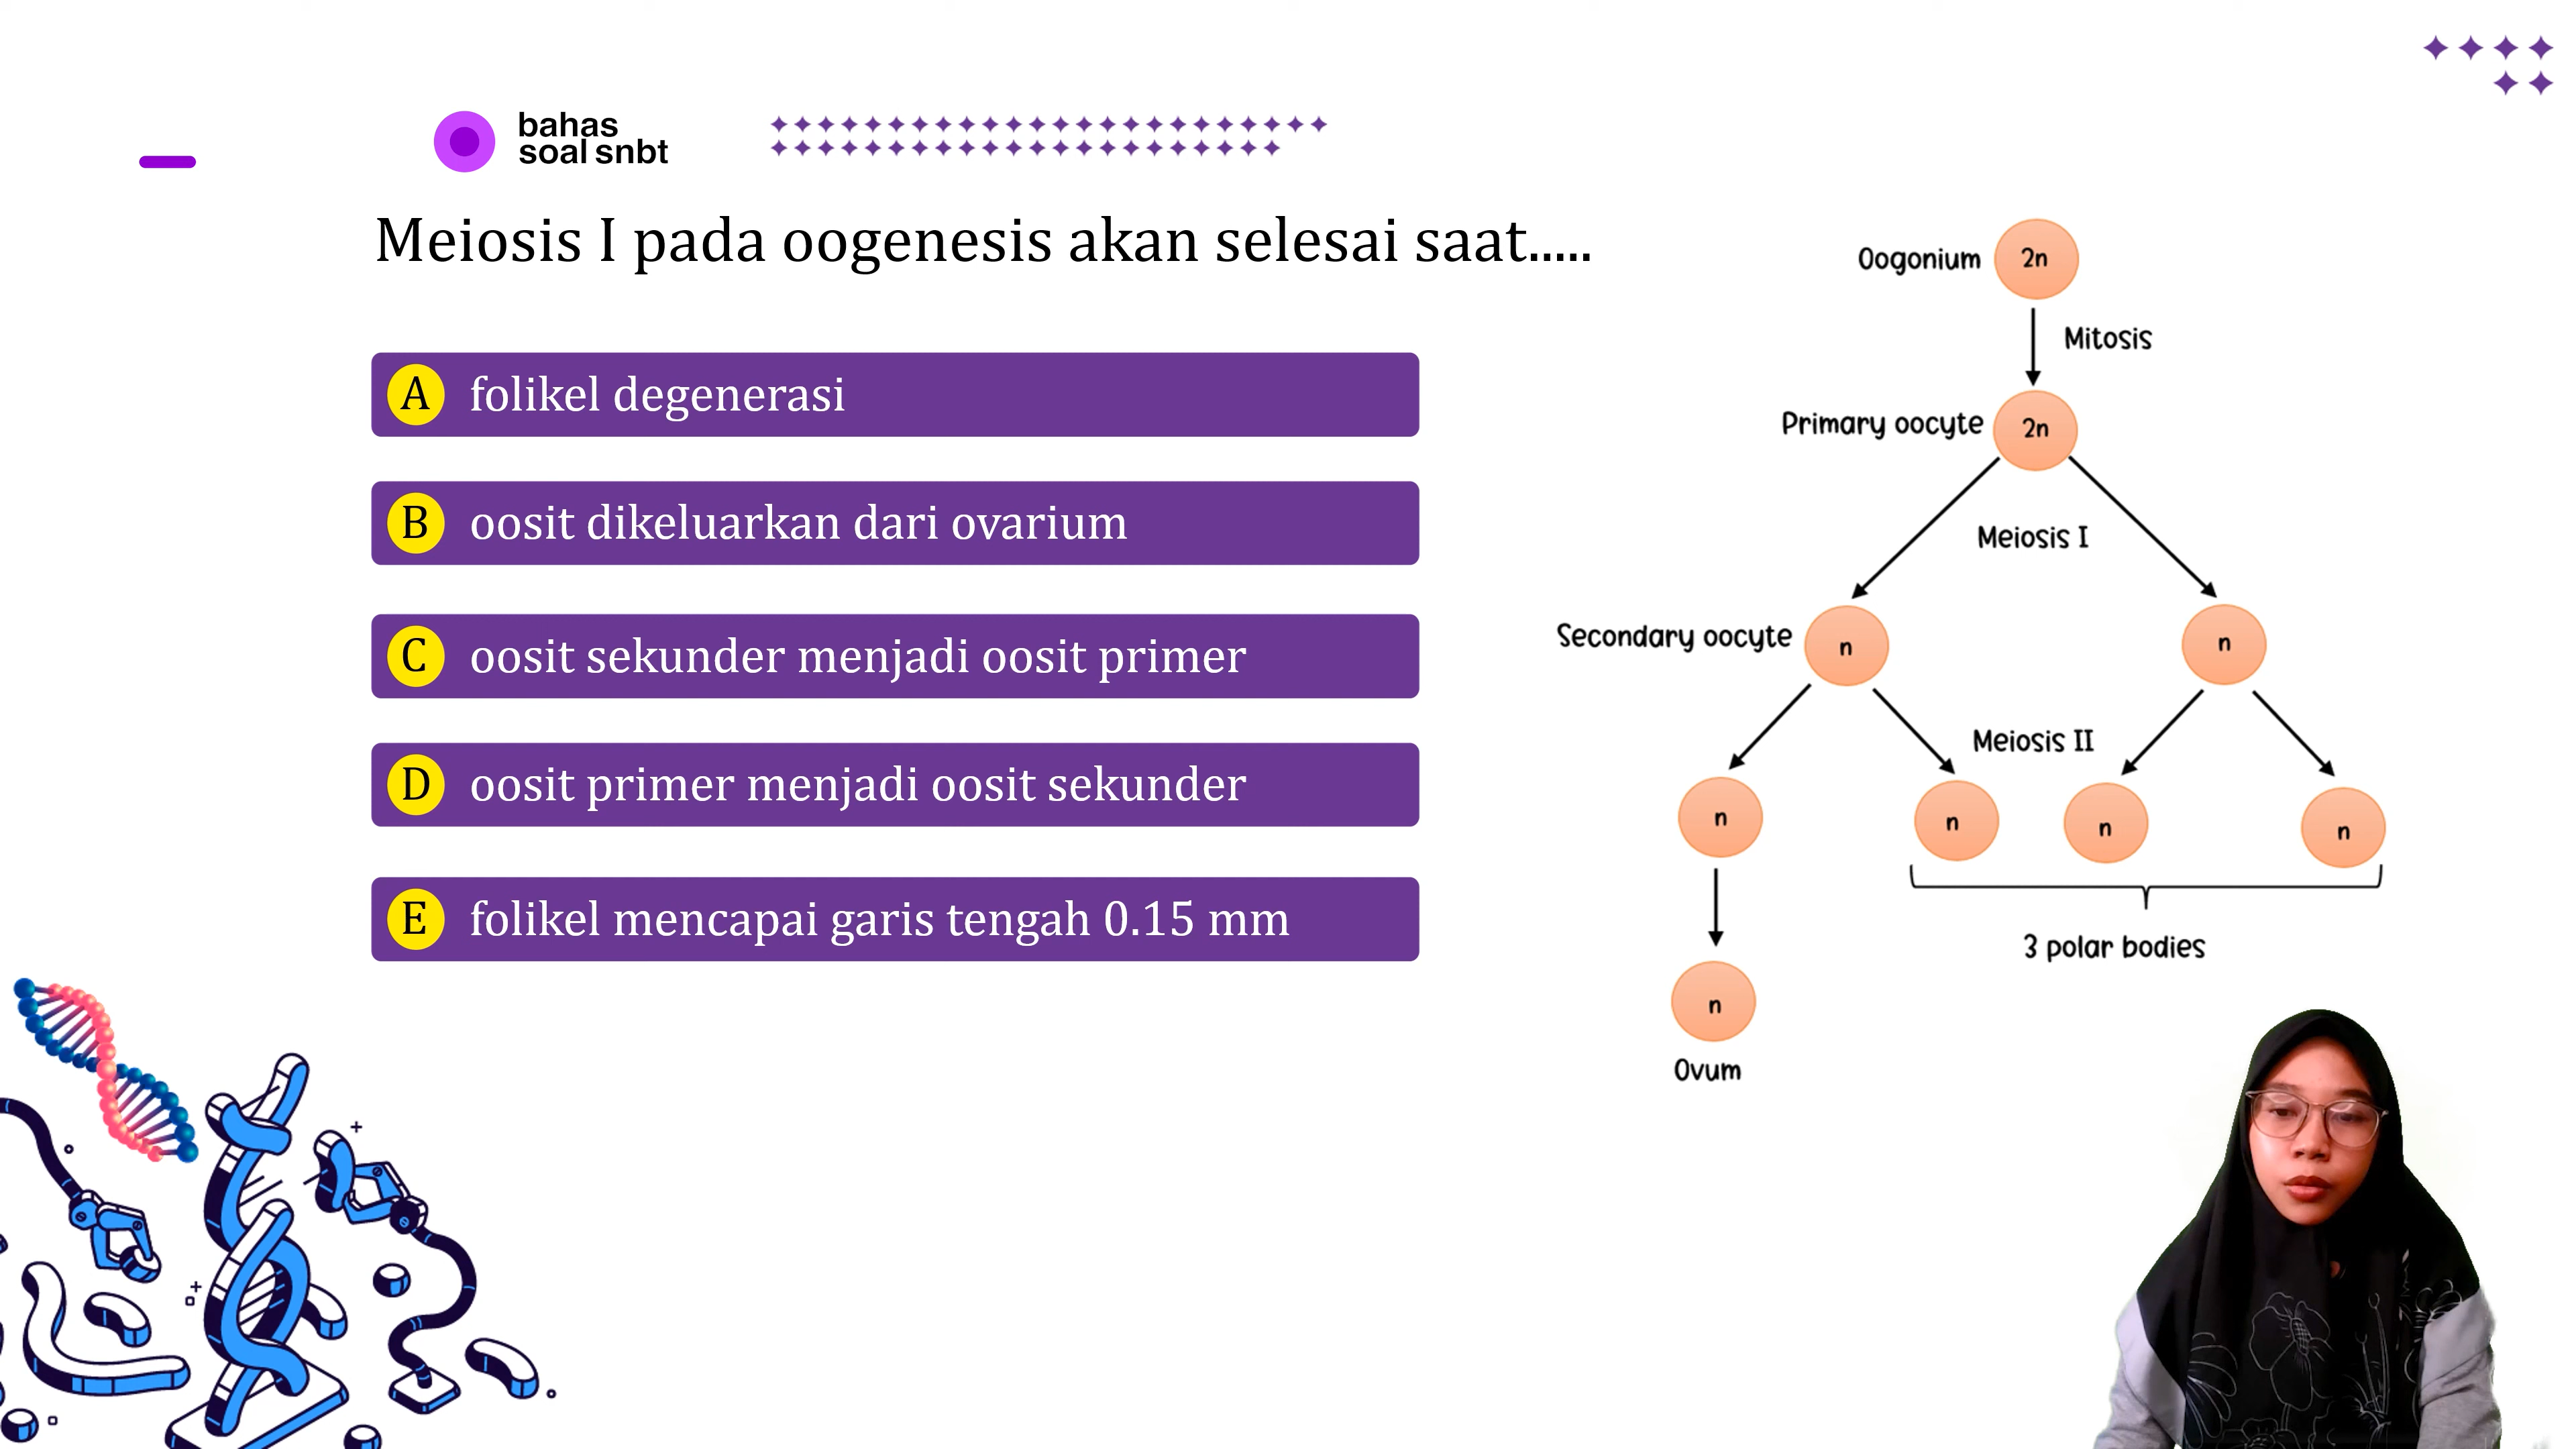 bahas
soal snbt
Meiosis I pada oogenesis akan selesai saat.....
A folikel degenerasi
B oosit dikeluarkan dari ovarium
C oosit sekunder menjadi oosit primer
D oosit primer menjadi oosit sekunder
E folikel mencapai garis tengah 0.15 mm
Oogonium 2n
Mitosis
Primary oocyte 2n
Meiosis I
Secondary oocyte n n
Meiosis II
n n n n
3 polar bodies
n
Ovum